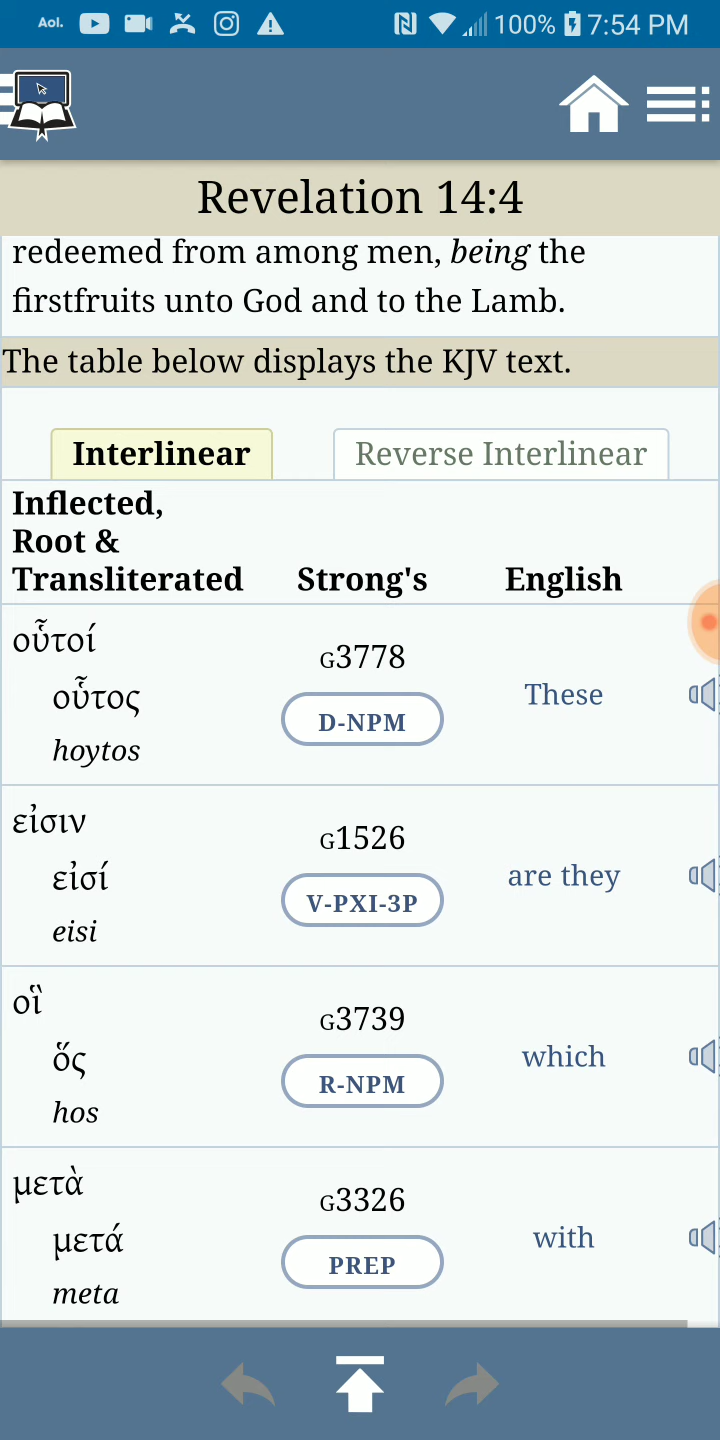 Aol. 100% 7:54 PM
Revelation 14:4
redeemed from among men, being the
firstfruits unto God and to the Lamb.
The table below displays the KJV text.
Interlinear Reverse Interlinear
Inflected,
Root &
Transliterated Strong's English
οὗτοί
G3778
οὗτος
These
D-NPM
hoytos
εἰσιν
G1526
εἰσί
are they
V-PXI-3P
eisi
οἳ
G3739
ὅς
which
R-NPM
hos
μετὰ
G3326
μετά
with
PREP
meta